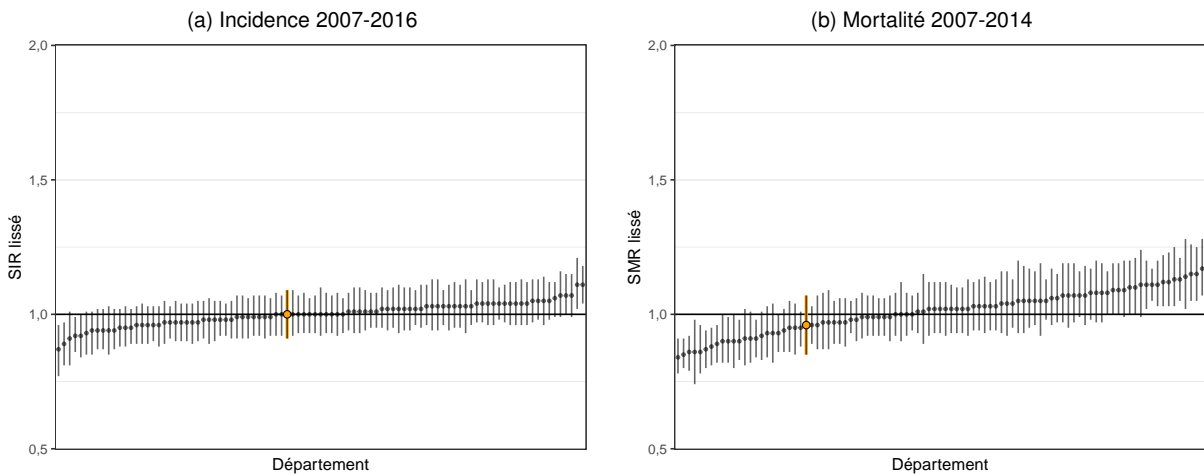 (a) Incidence 2007-2016
2,0
1,5
1,0
0,5
SIR lissé
Département
(b) Mortalité 2007-2014
2,0
1,5
1,0
0,5
SMR lissé
Département